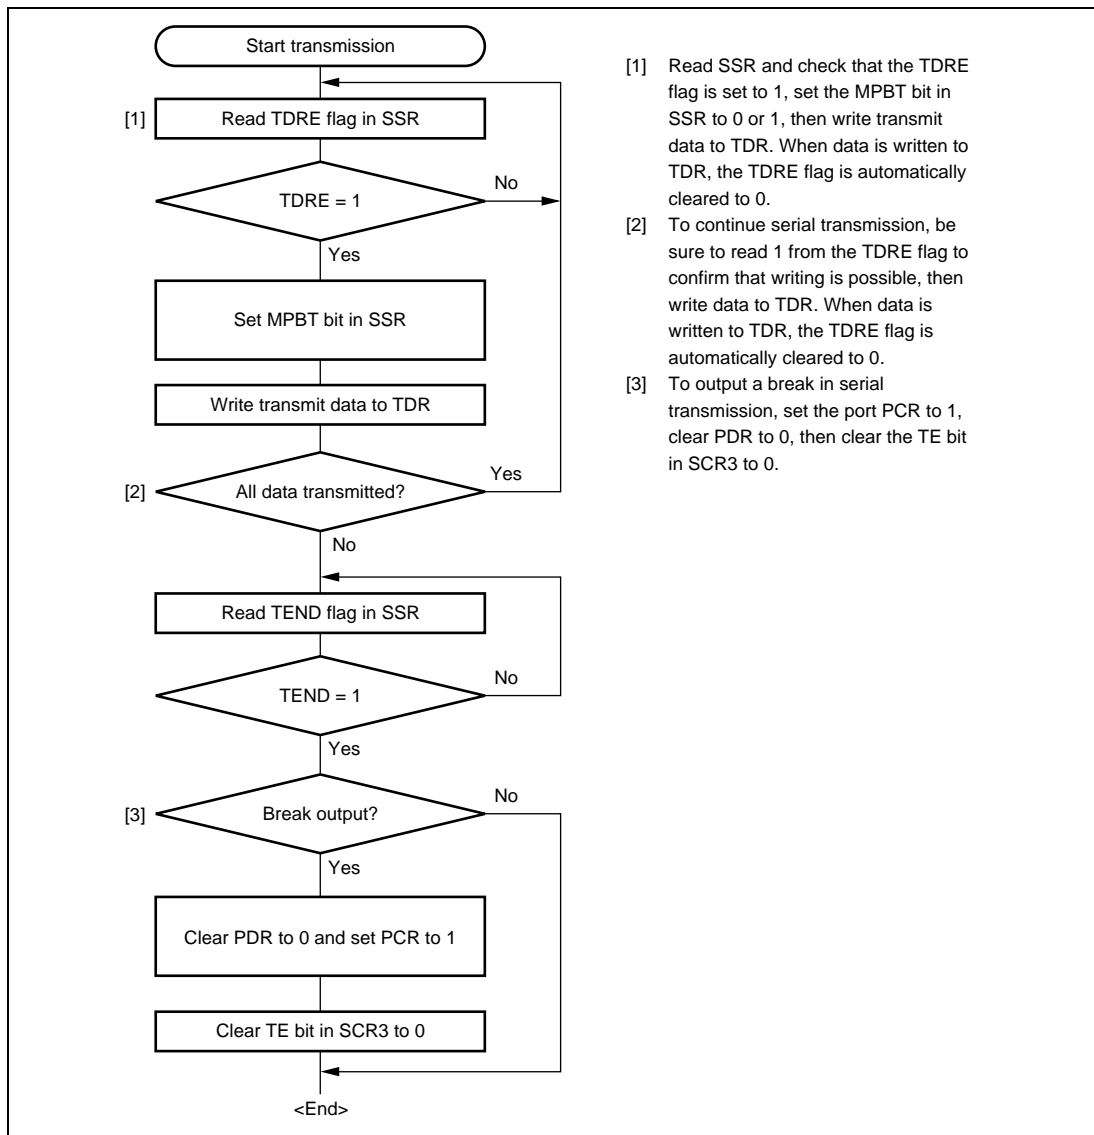 Start transmission
[1] Read TDRE flag in SSR
TDRE = 1
No
Yes
Set MPBT bit in SSR
Write transmit data to TDR
[2] All data transmitted?
Yes
No
Read TEND flag in SSR
TEND = 1
No
Yes
[3] Break output?
No
Yes
Clear PDR to 0 and set PCR to 1
Clear TE bit in SCR3 to 0
<End>
[1] Read SSR and check that the TDRE
flag is set to 1, set the MPBT bit in
SSR to 0 or 1, then write transmit
data to TDR. When data is written to
TDR, the TDRE flag is automatically
cleared to 0.
[2] To continue serial transmission, be
sure to read 1 from the TDRE flag to
confirm that writing is possible, then
write data to TDR. When data is
written to TDR, the TDRE flag is
automatically cleared to 0.
[3] To output a break in serial
transmission, set the port PCR to 1,
clear PDR to 0, then clear the TE bit
in SCR3 to 0.